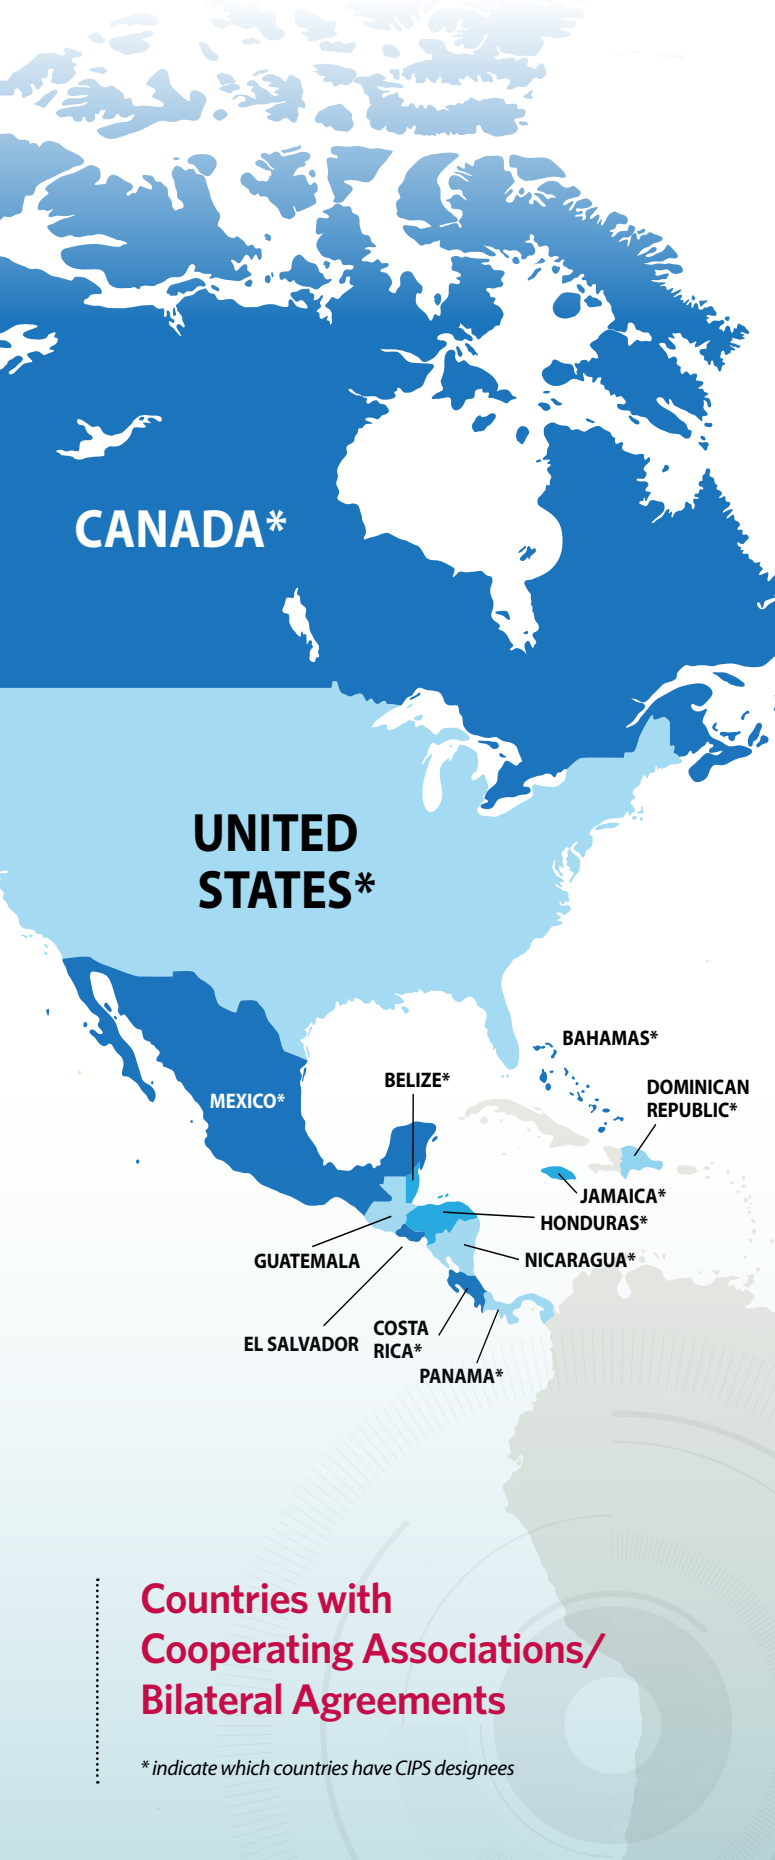 CANADA*
UNITED
STATES*
BAHAMAS*
BELIZE*
DOMINICAN
REPUBLIC*
MEXICO*
JAMAICA*
HONDURAS*
GUATEMALA
NICARAGUA*
EL SALVADOR
COSTA
RICA*
PANAMA*
Countries with
Cooperating Associations/
Bilateral Agreements
* indicate which countries have CIPS designees